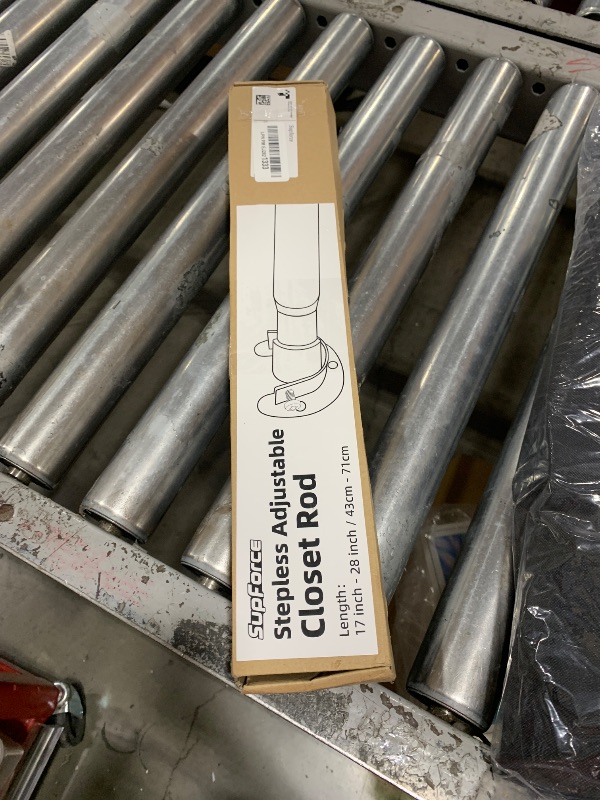 SupForce
Stepless Adjustable
Closet Rod
Length:
17 inch - 28 inch / 43cm - 71cm